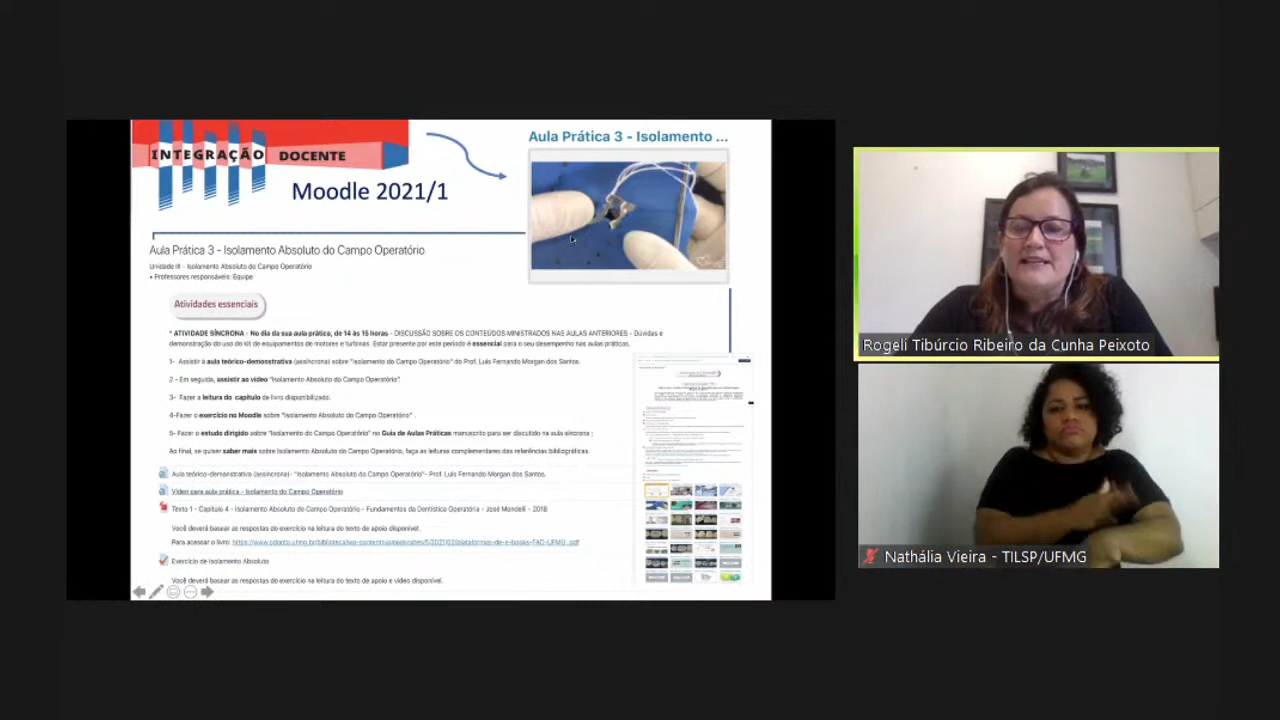 INTEGRAÇÃO DOCENTE
Moodle 2021/1
Aula Prática 3 - Isolamento ...
Aula Prática 3 - Isolamento Absoluto do Campo Operatório
Unidade III - Isolamento Absoluto do Campo Operatório
• Professores responsáveis: Equipe
Atividades essenciais
* ATIVIDADE SÍNCRONA - No dia da sua aula prática, de 14 às 15 horas - DISCUSSÃO SOBRE OS CONTEÚDOS MINISTRADOS NAS AULAS ANTERIORES - Dúvidas e
demonstração do uso do kit de equipamentos de motores e turbinas. Estar presente por este período é essencial para o seu desempenho nas aulas práticas.
1- Assistir à aula teórico-demonstrativa (assíncrona) sobre "Isolamento do Campo Operatório" do Prof. Luís Fernando Morgan dos Santos.
2 - Em seguida, assistir ao vídeo "Isolamento Absoluto do Campo Operatório".
3- Fazer a leitura do capítulo de livro disponibilizado.
4-Fazer o exercício no Moodle sobre "Isolamento Absoluto do Campo Operatório" .
5- Fazer o estudo dirigido sobre "Isolamento do Campo Operatório" no Guia de Aulas Práticas manuscrito para ser discutido na aula síncrona ;
Ao final, se quiser saber mais sobre Isolamento Absoluto do Campo Operatório, faça as leituras complementares das referências bibliográficas.
Aula teórico-demonstrativa (assíncrona)- "Isolamento Absoluto do Campo Operatório"- Prof. Luís Fernando Morgan dos Santos.
Vídeo para aula prática - Isolamento do Campo Operatório
Texto 1 - Capítulo 4 - Isolamento Absoluto do Campo Operatório - Fundamentos da Dentística Operatória - José Mondelli - 2018
Você deverá basear as respostas do exercício na leitura do texto de apoio disponível.
Para acessar o livro:
Exercício de Isolamento Absoluto
Você deverá basear as respostas do exercício na leitura do texto de apoio e vídeo disponível.
Rogeli Tibúrcio Ribeiro da Cunha Peixoto
Nathália Vieira - TILSP/UFMG